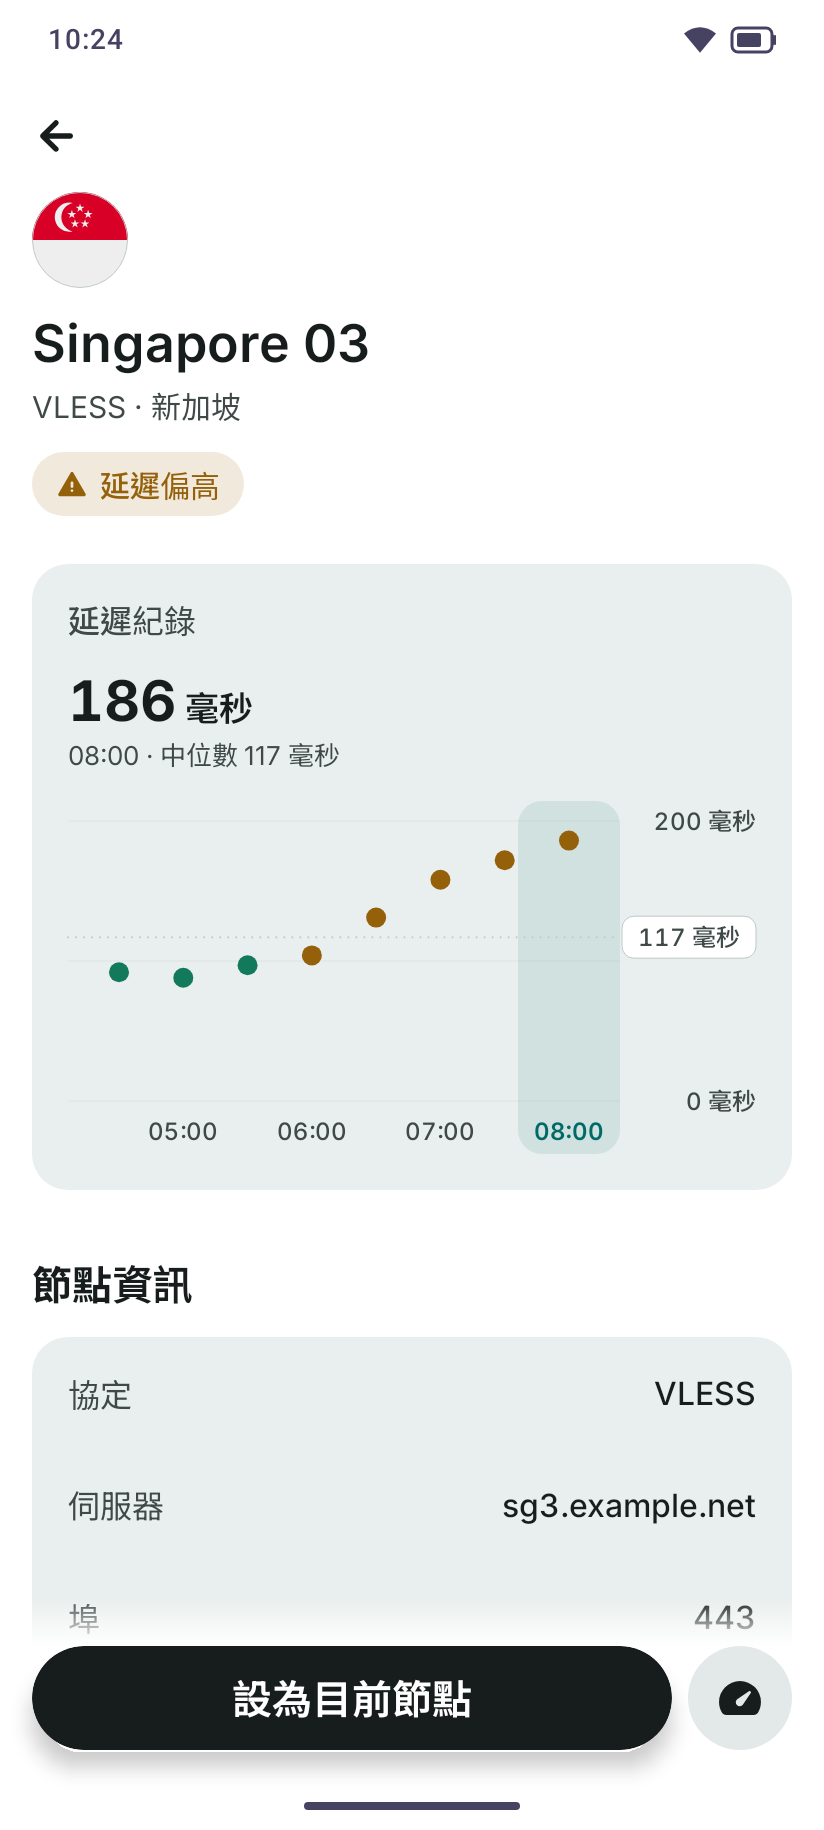 10:24
Singapore 03
VLESS · 新加坡
延遲偏高
延遲紀錄
186 毫秒
08:00 · 中位數 117 毫秒
200 毫秒
117 毫秒
0 毫秒
05:00 06:00 07:00 08:00
節點資訊
協定 VLESS
伺服器 sg3.example.net
埠 443
設為目前節點